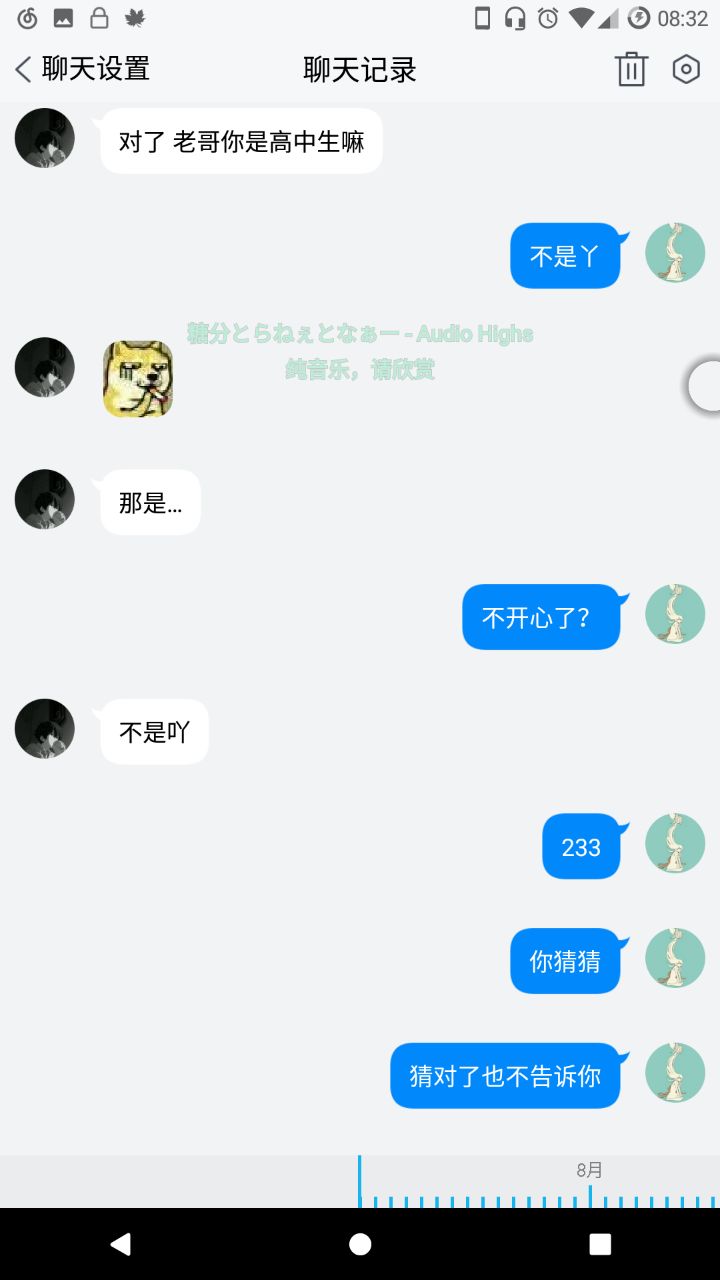 08:32
聊天设置
聊天记录
对了 老哥你是高中生嘛
不是丫
糖分とらねぇとなぁー - Audio Highs
纯音乐，请欣赏
那是...
不开心了？
不是吖
233
你猜猜
猜对了也不告诉你
8月